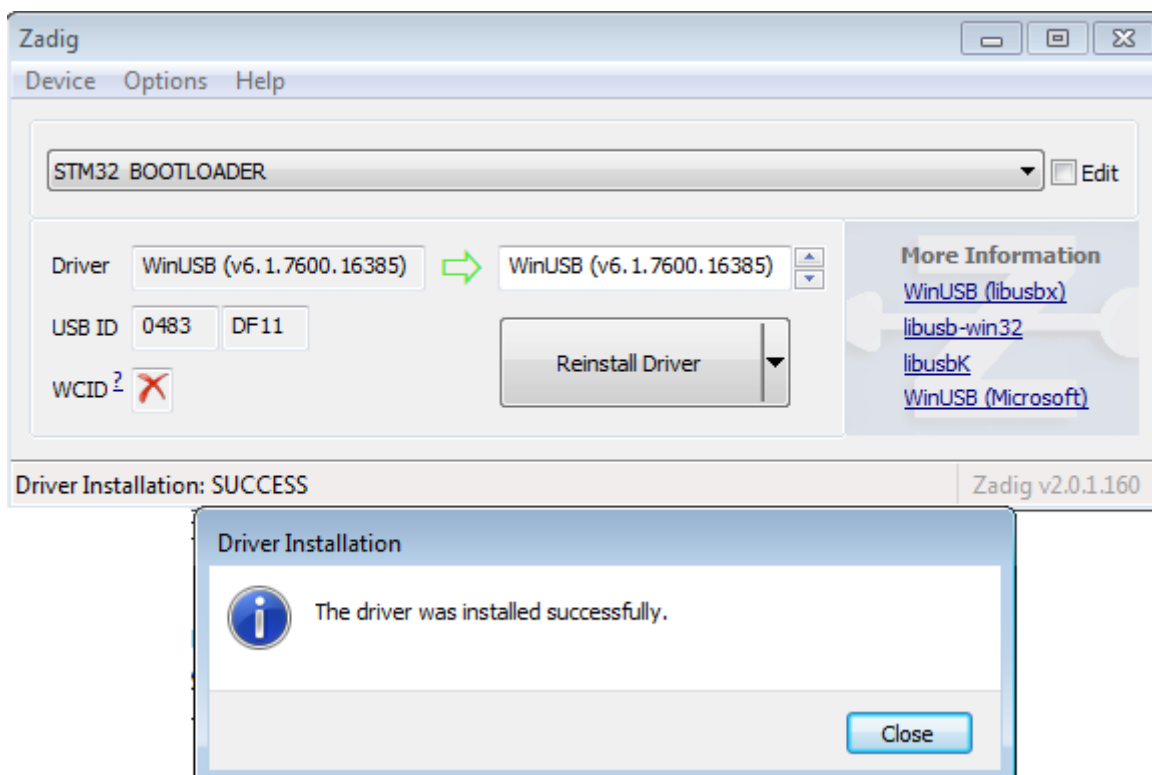 Zadig
Device Options Help
STM32 BOOTLOADER
Edit
Driver WinUSB (v6.1.7600.16385) WinUSB (v6.1.7600.16385)
USB ID 0483 DF11
WCID ?
Reinstall Driver
More Information
WinUSB (libusbx)
libusb-win32
libusbK
WinUSB (Microsoft)
Driver Installation: SUCCESS
Zadig v2.0.1.160
Driver Installation
The driver was installed successfully.
Close